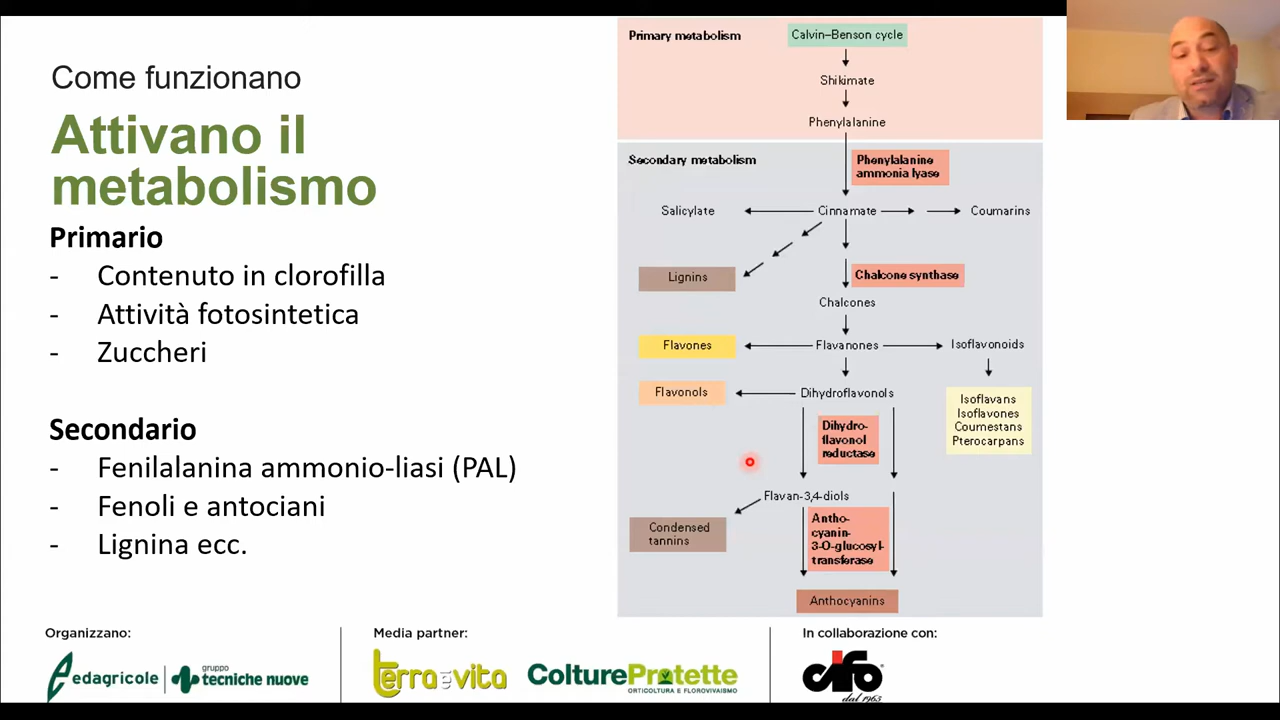 Come funzionano
Attivano il
metabolismo
Primario
- Contenuto in clorofilla
- Attività fotosintetica
- Zuccheri
Secondario
- Fenilalanina ammonio-liasi (PAL)
- Fenoli e antociani
- Lignina ecc.
Primary metabolism
Calvin–Benson cycle
Shikimate
Phenylalanine
Secondary metabolism
Phenylalanine
ammonia lyase
Salicylate
Cinnamate
Coumarins
Lignins
Chalcone synthase
Chalcones
Flavones
Flavanones
Isoflavonoids
Flavonols
Dihydroflavonols
Isoflavans
Isoflavones
Coumestans
Pterocarpans
Dihydro-
flavonol
reductase
Flavan-3,4-diols
Condensed
tannins
Antho-
cyanin-
3-O-glucosyl-
transferase
Anthocyanins
Organizzano:
edagricole
gruppo
tecniche nuove
Media partner:
terra e vita
ColtureProtette
ORTICOLTURA E FLOROVIVAISMO
In collaborazione con:
cifo
dal 1965